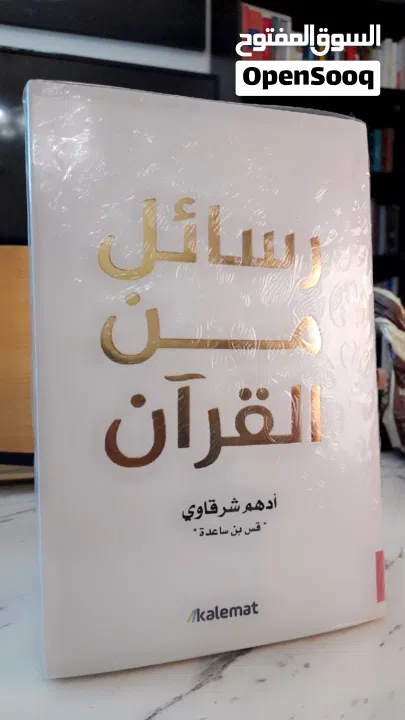 السوق المفتوح
OpenSooq
رسائل
من
القرآن
أدهم شرقاوي
"قس بن ساعدة"
kalemat